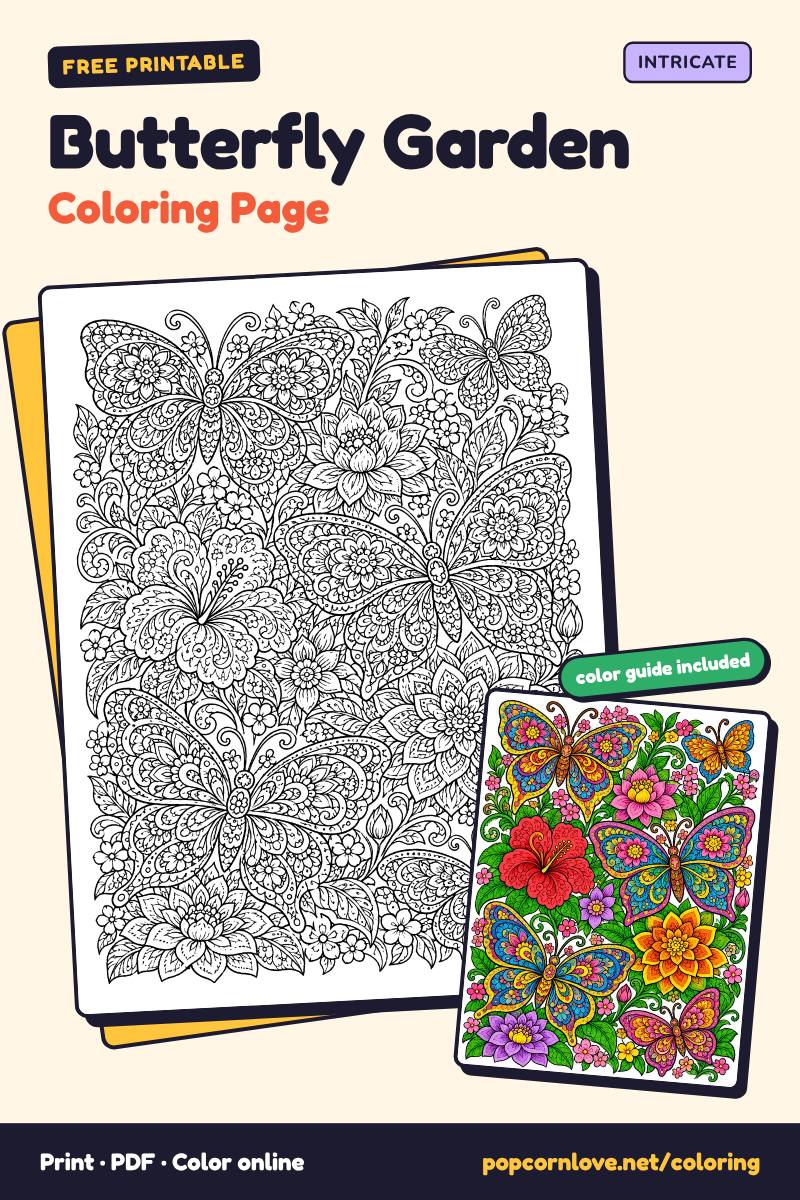 FREE PRINTABLE
INTRICATE
Butterfly Garden
Coloring Page
color guide included
Print · PDF · Color online
popcornlove.net/coloring